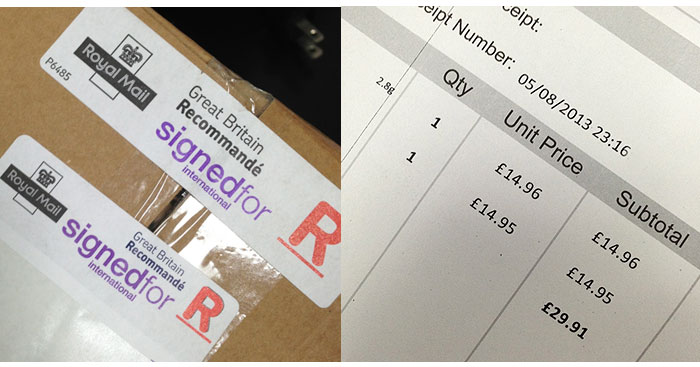 Royal Mail
P6485
Great Britain
Recommandé
signedfor
international
R
Royal Mail
Great Britain
Recommandé
signedfor
international
R
ceipt:
ceipt Number:
05/08/2013 23:16
Qty
Unit Price
Subtotal
2.8g
1
£14.96
£14.96
1
£14.95
£14.95
£29.91